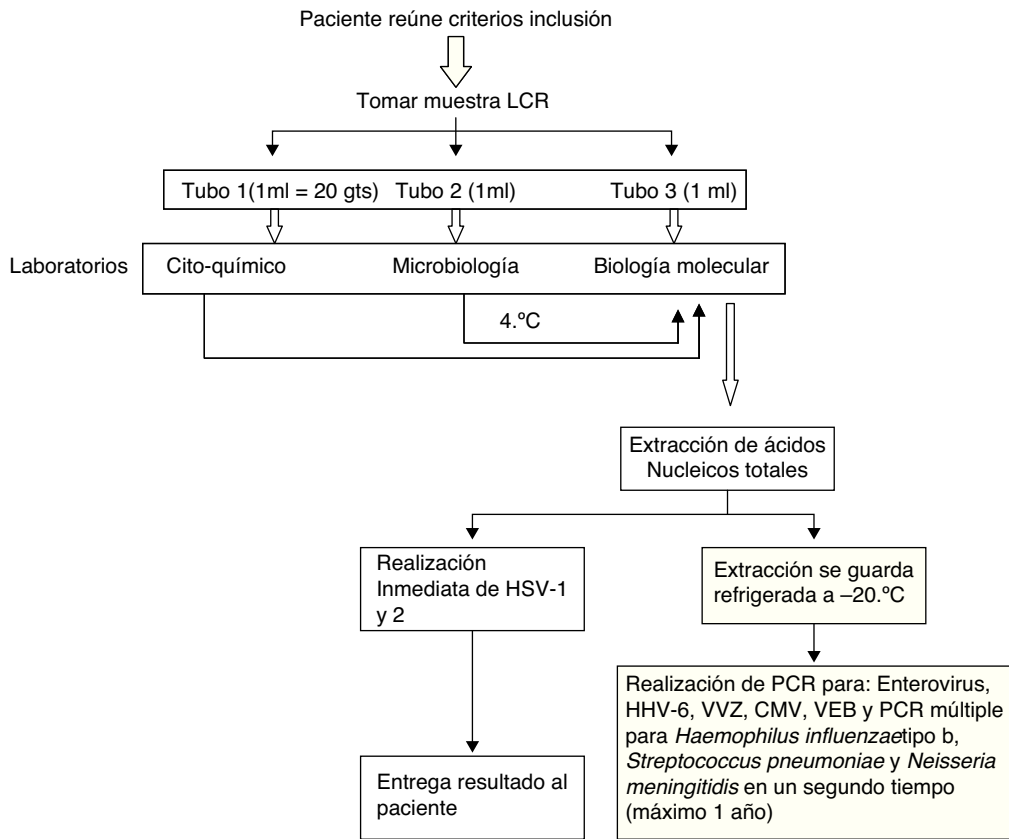 Paciente reúne criterios inclusión
Tomar muestra LCR
Tubo 1(1ml = 20 gts) Tubo 2 (1ml) Tubo 3 (1 ml)
Laboratorios Cito-químico Microbiología Biología molecular
4.ºC
Extracción de ácidos
Nucleicos totales
Realización
Inmediata de HSV-1
y 2
Extracción se guarda
refrigerada a –20.ºC
Realización de PCR para: Enterovirus,
HHV-6, VVZ, CMV, VEB y PCR múltiple
para Haemophilus influenzaetipo b,
Streptococcus pneumoniae y Neisseria
meningitidis en un segundo tiempo
(máximo 1 año)
Entrega resultado al
paciente